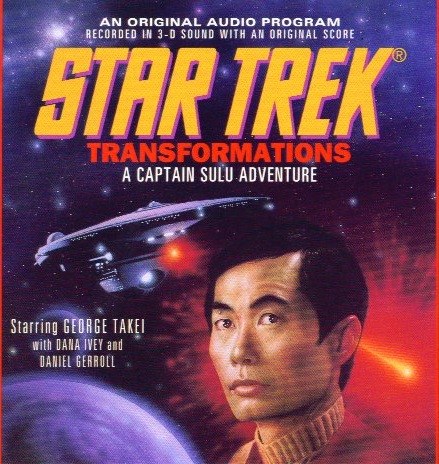 AN ORIGINAL AUDIO PROGRAM
RECORDED IN 3-D SOUND WITH AN ORIGINAL SCORE
STAR TREK®
TRANSFORMATIONS
A CAPTAIN SULU ADVENTURE
Starring GEORGE TAKEI
with DANA IVEY and
DANIEL GERROLL